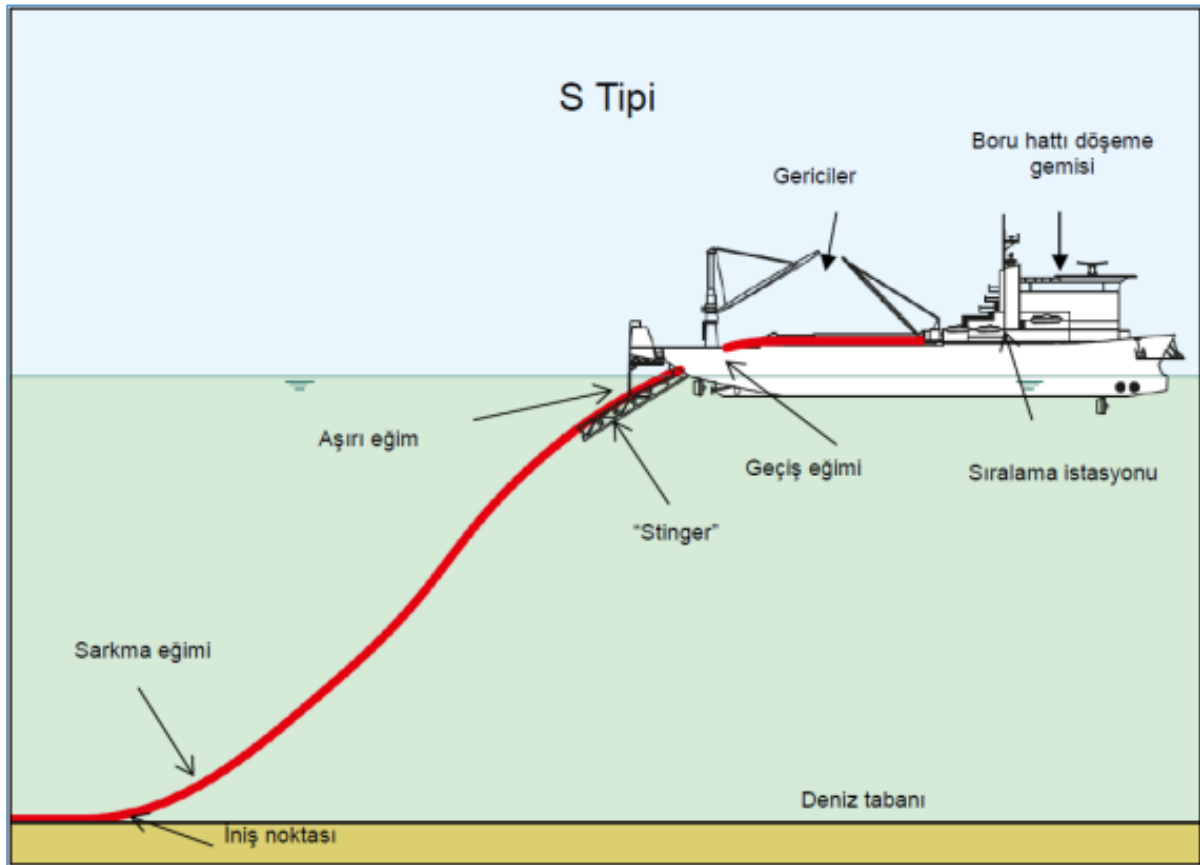 S Tipi
Boru hattı döşeme
gemisi
Gericiler
Aşırı eğim
Geçiş eğimi
Sıralama istasyonu
“Stinger”
Sarkma eğimi
Deniz tabanı
İniş noktası